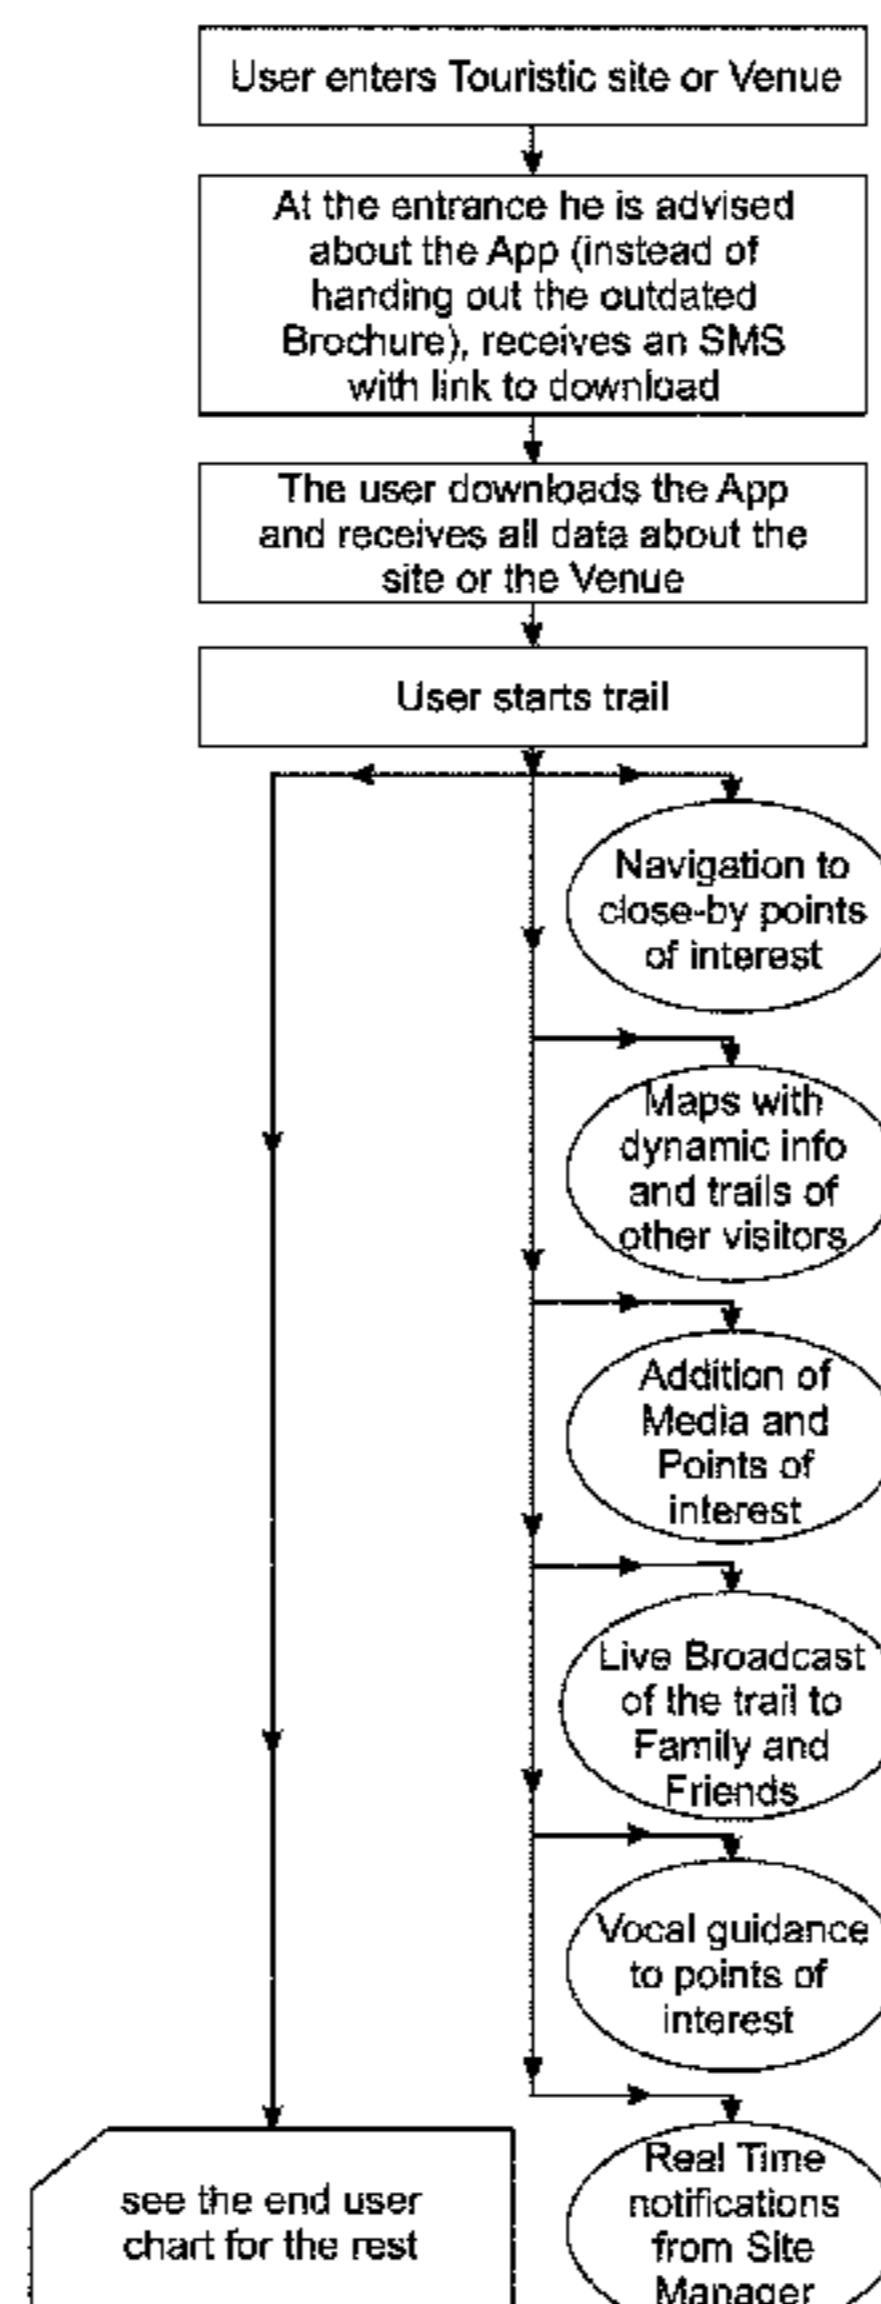 User enters Touristic site or Venue
At the entrance he is advised
about the App (instead of
handing out the outdated
Brochure), receives an SMS
with link to download
The user downloads the App
and receives all data about the
site or the Venue
User starts trail
Navigation to
close-by points
of interest
Maps with
dynamic info
and trails of
other visitors
Addition of
Media and
Points of
interest
Live Broadcast
of the trail to
Family and
Friends
Vocal guidance
to points of
interest
Real Time
notifications
from Site
Manager
see the end user
chart for the rest